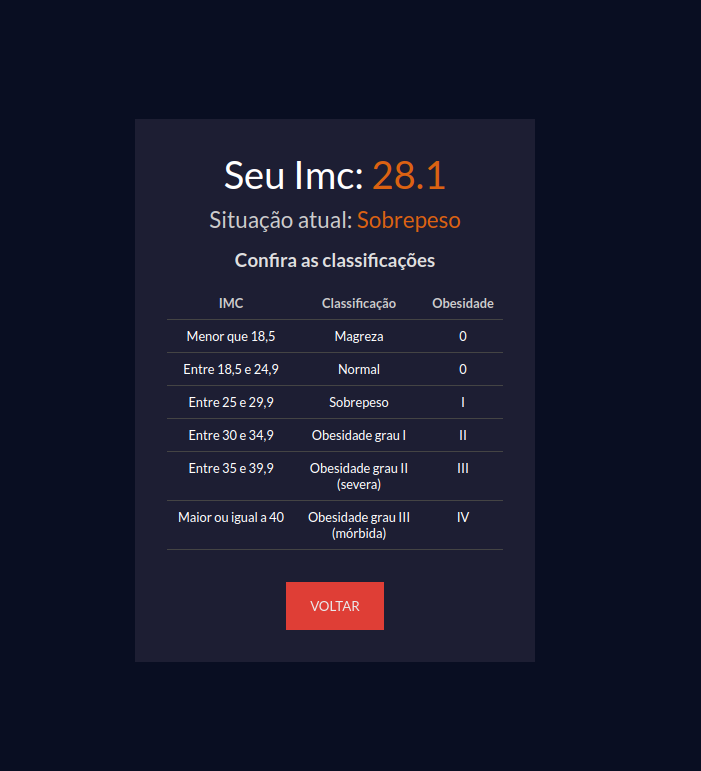 Seu Imc: 28.1
Situação atual: Sobrepeso
Confira as classificações
IMC Classificação Obesidade
Menor que 18,5 Magreza 0
Entre 18,5 e 24,9 Normal 0
Entre 25 e 29,9 Sobrepeso I
Entre 30 e 34,9 Obesidade grau I II
Entre 35 e 39,9 Obesidade grau II III
(severa)
Maior ou igual a 40 Obesidade grau III IV
(mórbida)
VOLTAR